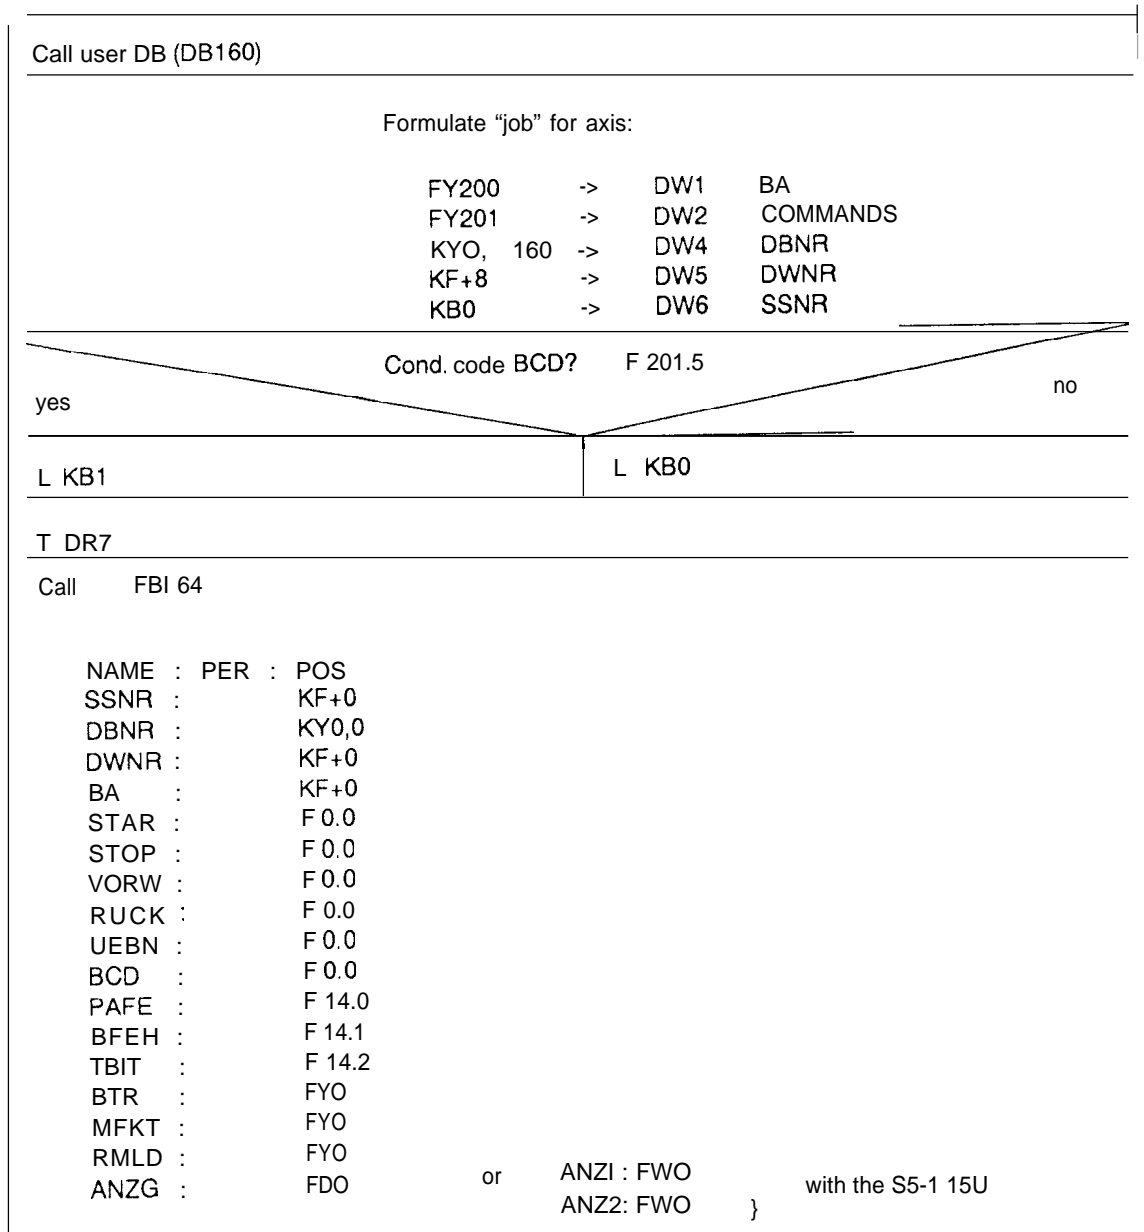 Call user DB (DB160)
Formulate "job" for axis:
FY200 -> DW1 BA
FY201 -> DW2 COMMANDS
KYO, 160 -> DW4 DBNR
KF+8 -> DW5 DWNR
KB0 -> DW6 SSNR
Cond. code BCD? F 201.5
yes
no
L KB1
L KB0
T DR7
Call FBI 64
NAME : PER : POS
SSNR : KF+0
DBNR : KY0,0
DWNR : KF+0
BA : KF+0
STAR : F 0.0
STOP : F 0.0
VORW : F 0.0
RUCK : F 0.0
UEBN : F 0.0
BCD : F 0.0
PAFE : F 14.0
BFEH : F 14.1
TBIT : F 14.2
BTR : FYO
MFKT : FYO
RMLD : FYO
ANZG : FDO or ANZI : FWO with the S5-1 15U
ANZ2: FWO }